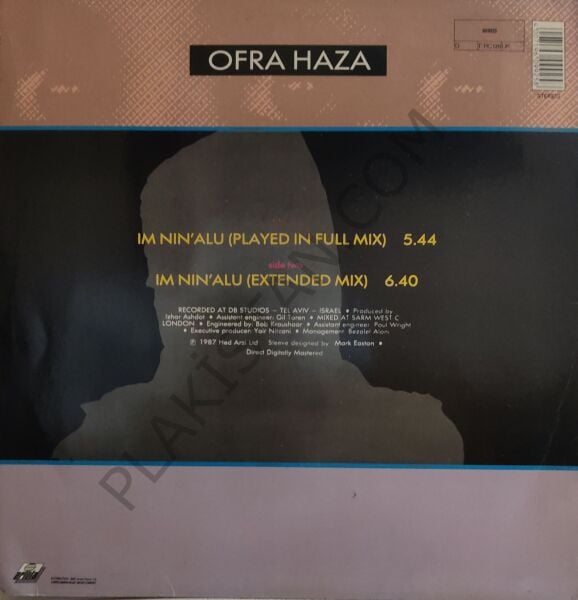 OFRA HAZA
STEREO
IM NIN'ALU (PLAYED IN FULL MIX) 5.44
side two
IM NIN'ALU (EXTENDED MIX) 6.40
RECORDED AT DB STUDIOS – TEL AVIV – ISRAEL • Produced by
Izhar Ashdot • Assistant engineer: Gil Toren • MIXED AT SARM WEST C
LONDON • Engineered by: Bob Kraushaar • Assistant engineer: Paul Wright
• Executive producer: Yair Nitzani • Management: Bezalel Aloni
℗ 1987 Hed Arzi Ltd Sleeve designed by Mark Easton •
Direct Digitally Mastered
PLAKİSTAN.COM